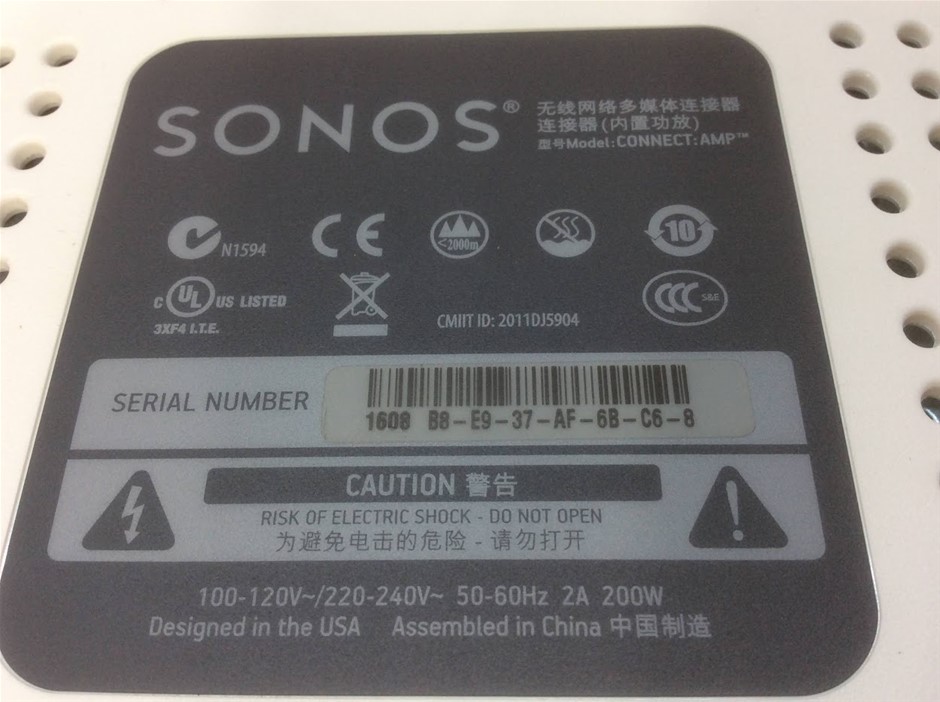 SONOS®
无线网络多媒体连接器
连接器(内置功放)
型号Model:CONNECT:AMP™
N1594
CE
<2000m
10
C UL US LISTED
3XF4 I.T.E.
CMIIT ID: 2011DJ5904
CCC S&E
SERIAL NUMBER
1608 B8-E9-37-AF-6B-C6-8
CAUTION 警告
RISK OF ELECTRIC SHOCK - DO NOT OPEN
为避免电击的危险 - 请勿打开
100-120V~/220-240V~ 50-60Hz 2A 200W
Designed in the USA Assembled in China 中国制造